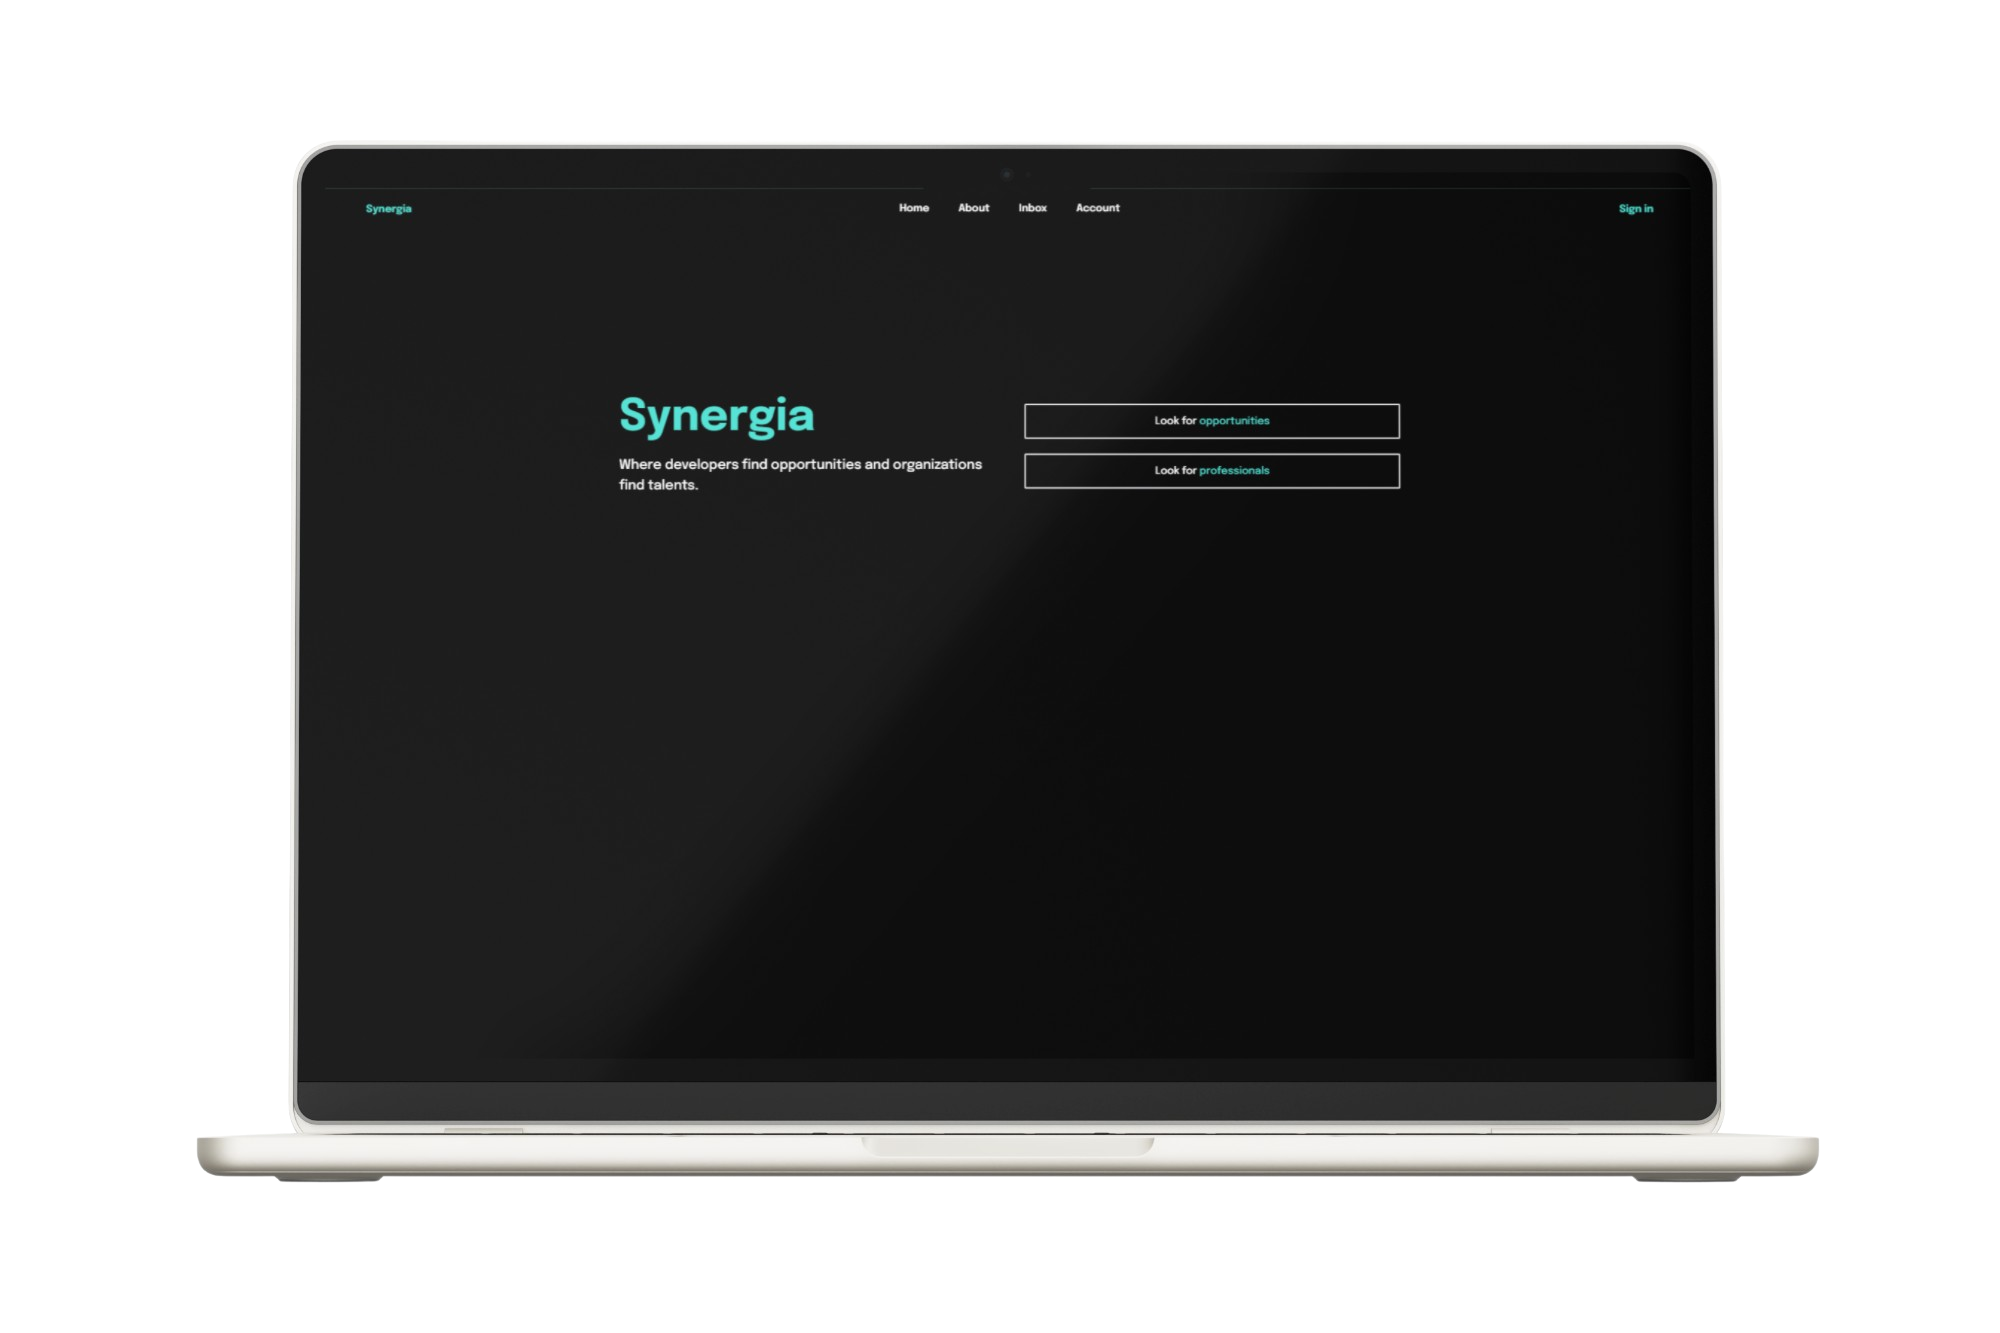 Synergia
Home About Inbox Account
Sign in
Synergia
Where developers find opportunities and organizations
find talents.
Look for opportunities
Look for professionals